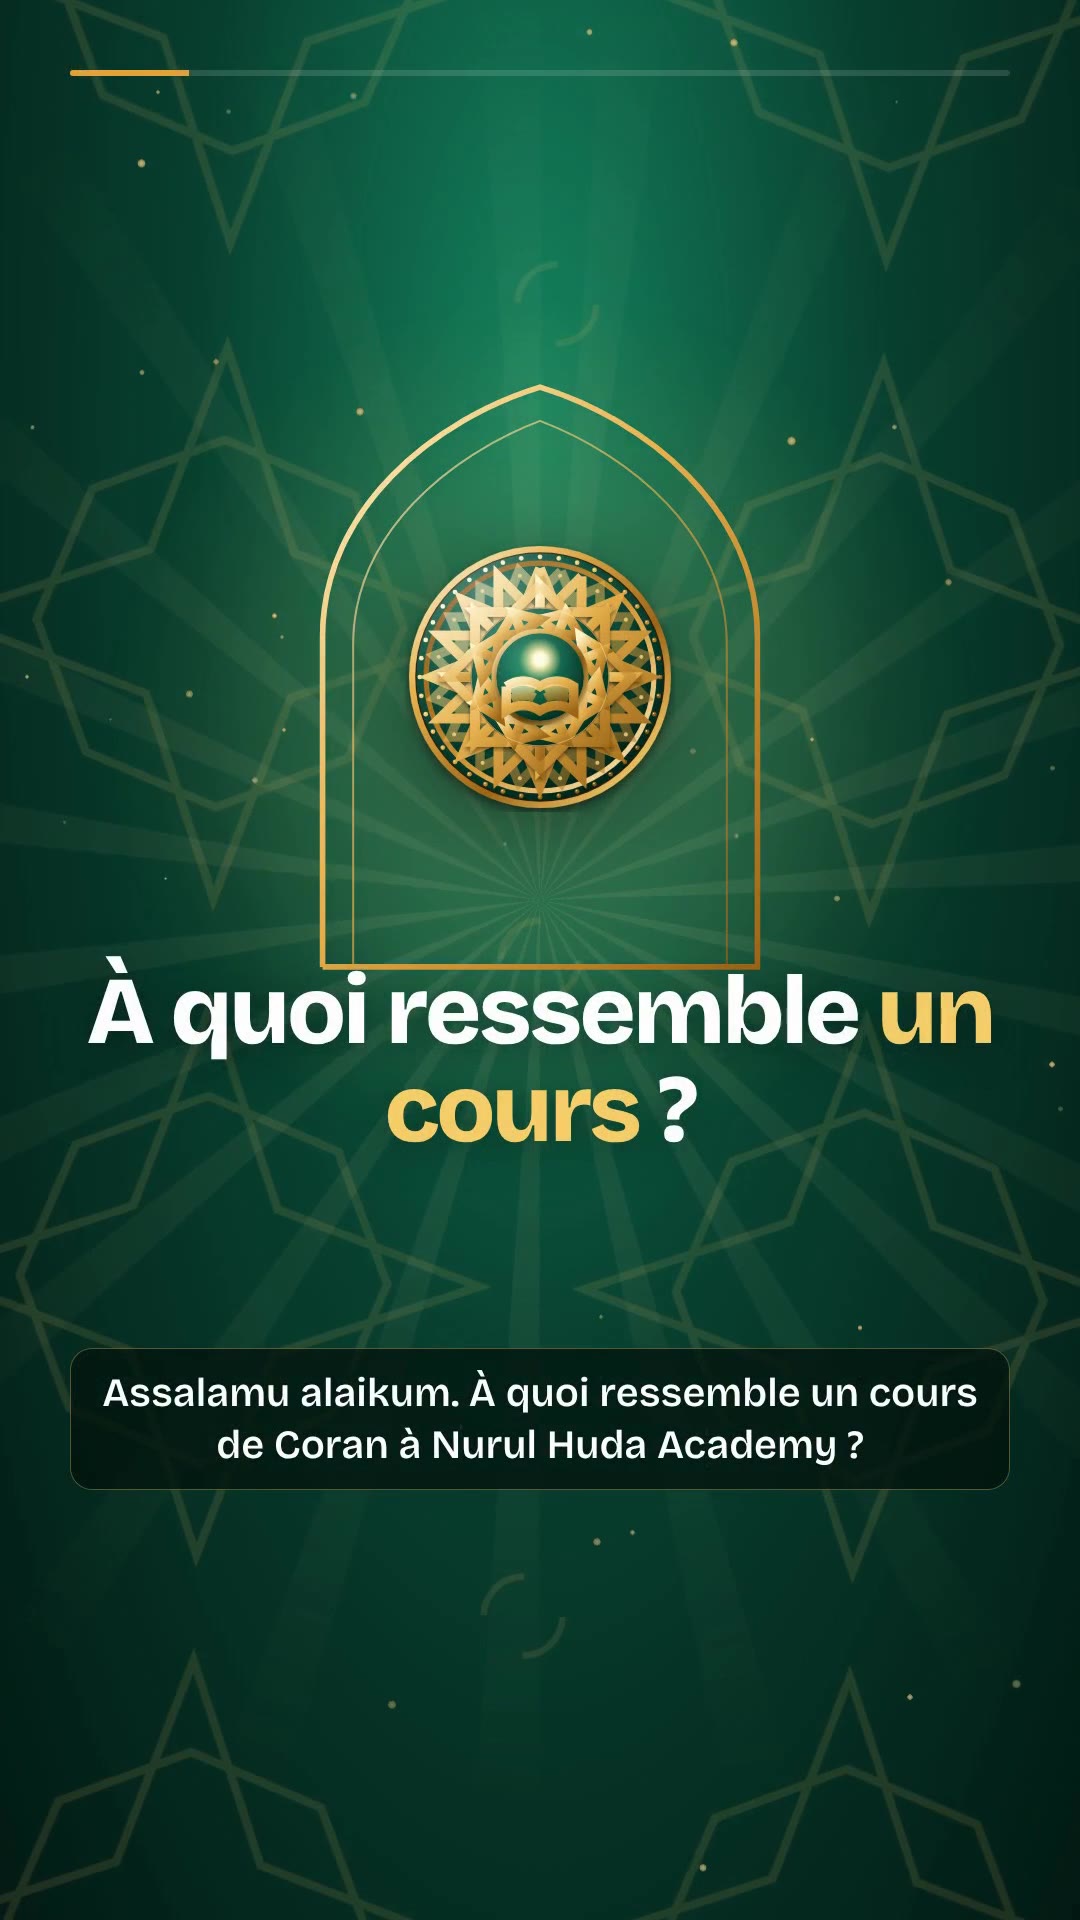 À quoi ressemble un
cours ?
Assalamu alaikum. À quoi ressemble un cours
de Coran à Nurul Huda Academy ?